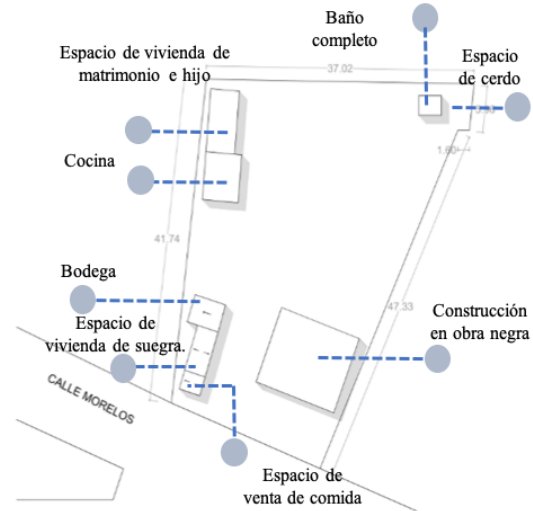 Baño
completo
Espacio de vivienda de
matrimonio e hijo
Espacio
de cerdo
37.02
1.60
Cocina
41.74
Bodega
47.33
Construcción
en obra negra
Espacio de
vivienda de suegra.
CALLE MORELOS
Espacio de
venta de comida